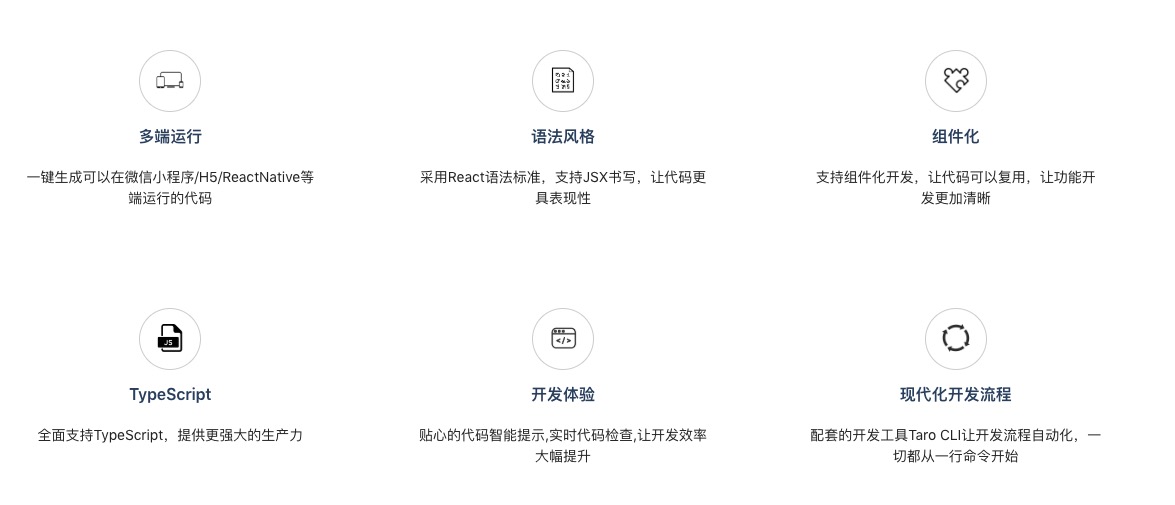 多端运行
一键生成可以在微信小程序/H5/ReactNative等
端运行的代码
语法风格
采用React语法标准，支持JSX书写，让代码更
具表现性
组件化
支持组件化开发，让代码可以复用，让功能开
发更加清晰
JS
TypeScript
全面支持TypeScript，提供更强大的生产力
</>
开发体验
贴心的代码智能提示,实时代码检查,让开发效率
大幅提升
现代化开发流程
配套的开发工具Taro CLI让开发流程自动化，一
切都从一行命令开始